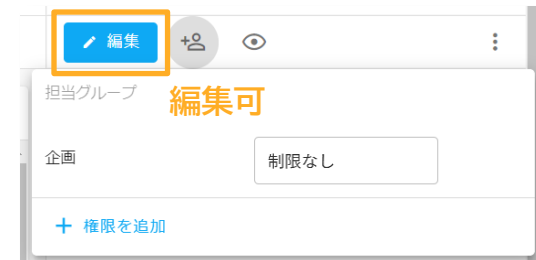 編集
担当グループ
編集可
企画
制限なし
+ 権限を追加